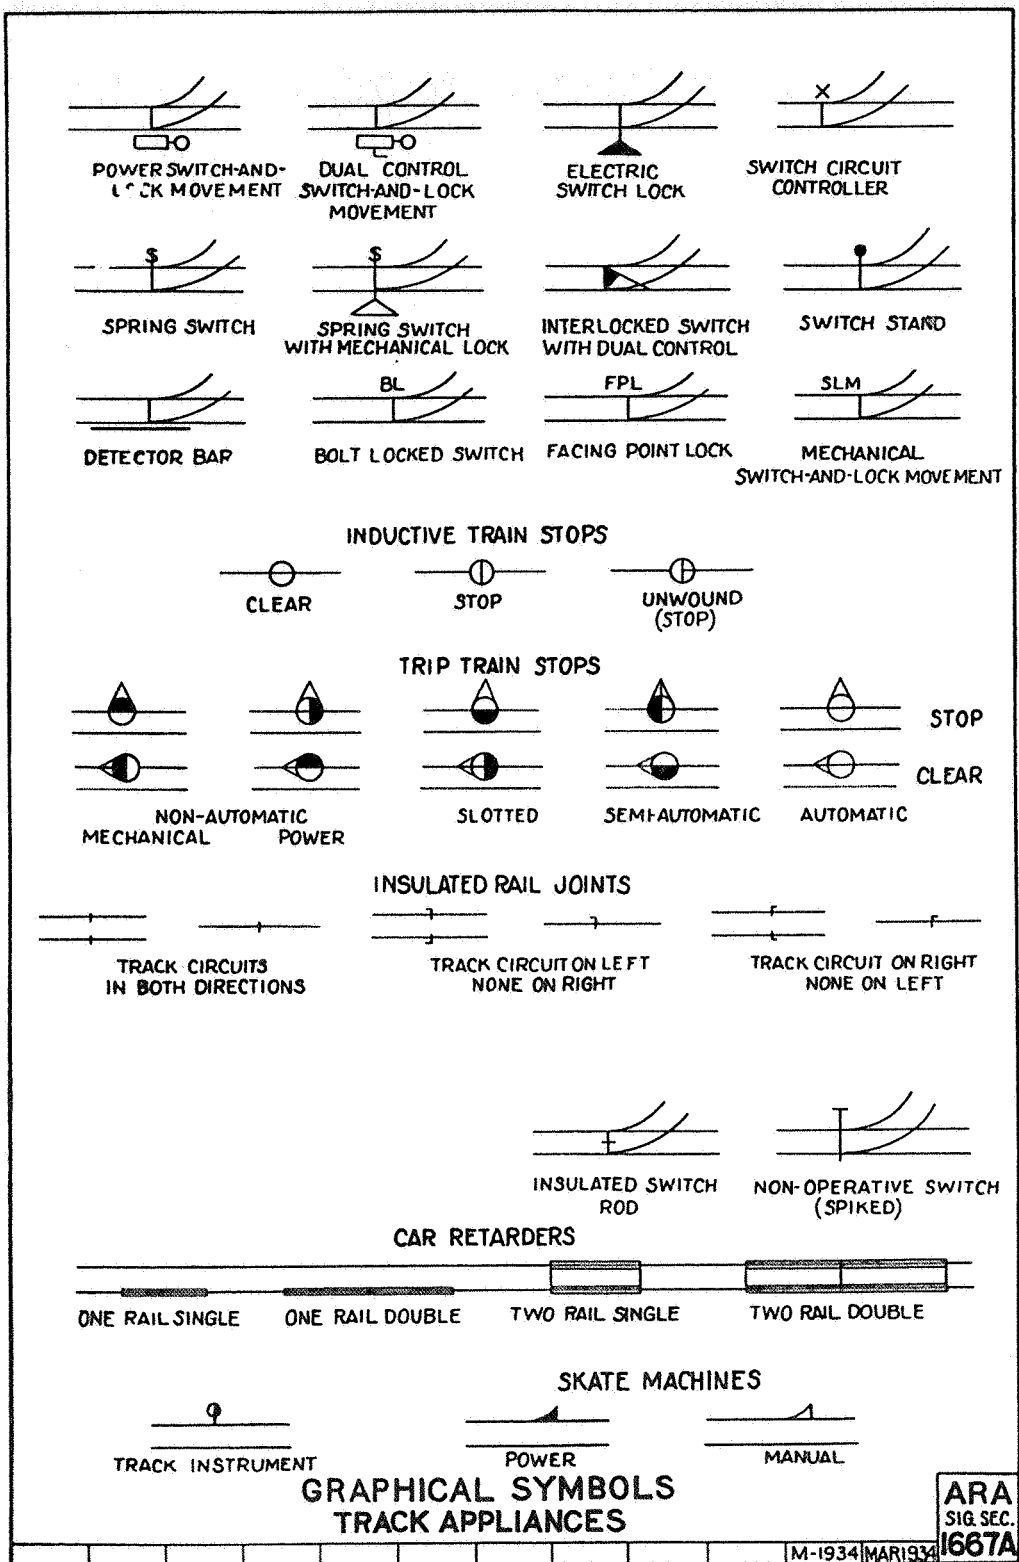 POWER SWITCH-AND-
LOCK MOVEMENT
DUAL CONTROL
SWITCH-AND-LOCK
MOVEMENT
ELECTRIC
SWITCH LOCK
SWITCH CIRCUIT
CONTROLLER
S
SPRING SWITCH
S
SPRING SWITCH
WITH MECHANICAL LOCK
INTERLOCKED SWITCH
WITH DUAL CONTROL
SWITCH STAND
DETECTOR BAR
BL
BOLT LOCKED SWITCH
FPL
FACING POINT LOCK
SLM
MECHANICAL
SWITCH-AND-LOCK MOVEMENT
INDUCTIVE TRAIN STOPS
CLEAR
STOP
UNWOUND
(STOP)
TRIP TRAIN STOPS
STOP
CLEAR
NON-AUTOMATIC
MECHANICAL POWER
SLOTTED
SEMI-AUTOMATIC
AUTOMATIC
INSULATED RAIL JOINTS
TRACK CIRCUITS
IN BOTH DIRECTIONS
TRACK CIRCUIT ON LEFT
NONE ON RIGHT
TRACK CIRCUIT ON RIGHT
NONE ON LEFT
INSULATED SWITCH
ROD
NON-OPERATIVE SWITCH
(SPIKED)
CAR RETARDERS
ONE RAIL SINGLE
ONE RAIL DOUBLE
TWO RAIL SINGLE
TWO RAIL DOUBLE
SKATE MACHINES
TRACK INSTRUMENT
POWER
MANUAL
GRAPHICAL SYMBOLS
TRACK APPLIANCES
ARA
SIG. SEC.
1667A
M-1934 MAR 1934